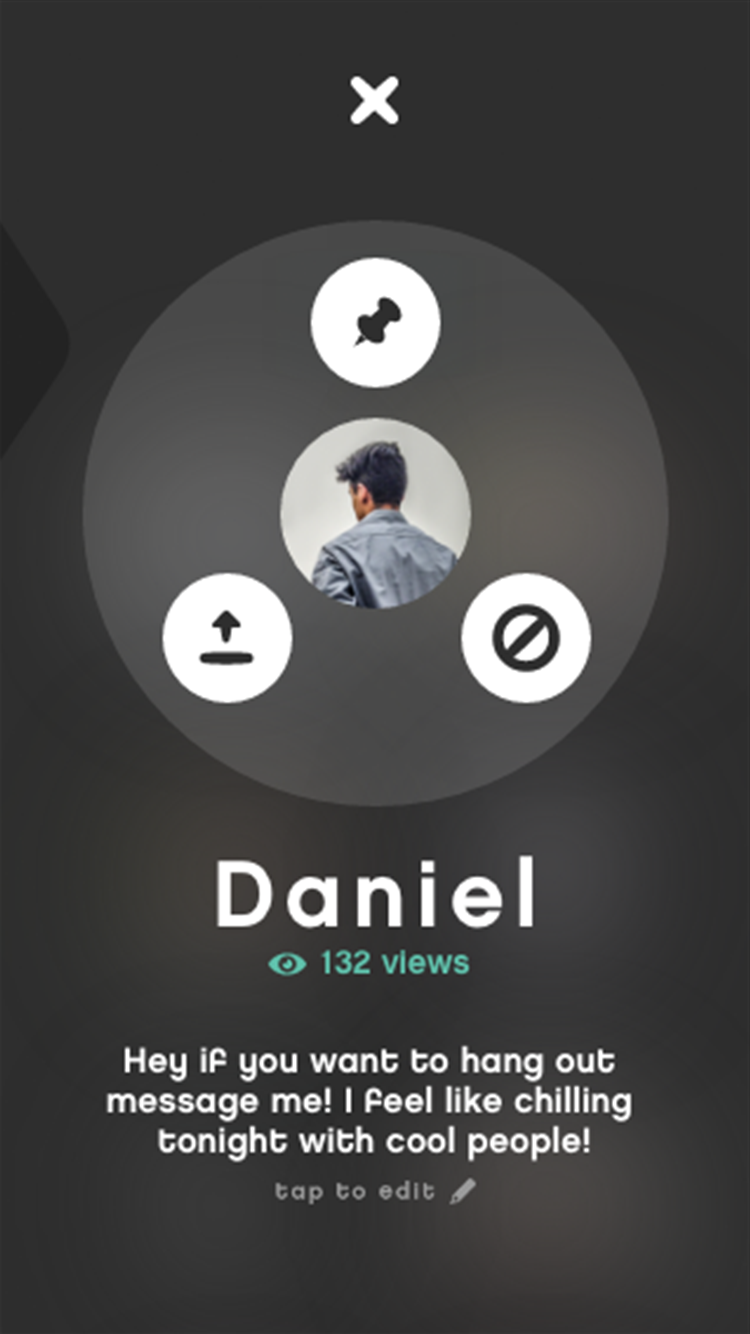 Daniel
132 views
Hey if you want to hang out
message me! I feel like chilling
tonight with cool people!
tap to edit